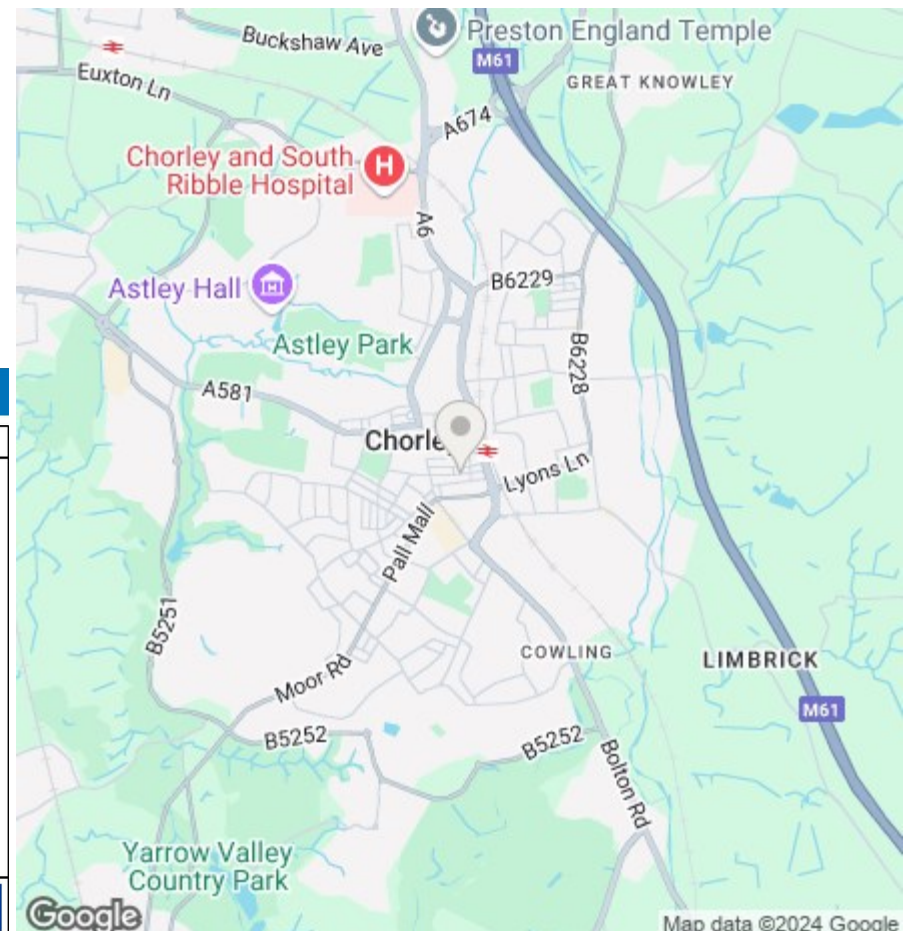 Buckshaw Ave
Preston England Temple
M61
GREAT KNOWLEY
Euxton Ln
A674
Chorley and South
Ribble Hospital
H
A6
Astley Hall
B6229
Astley Park
B6228
A581
Lyons Ln
Pall Mall
B5251
COWLING
LIMBRICK
Moor Rd
M61
B5252
B5252
Bolton Rd
Yarrow Valley
Country Park
Google
Map data ©2024 Google